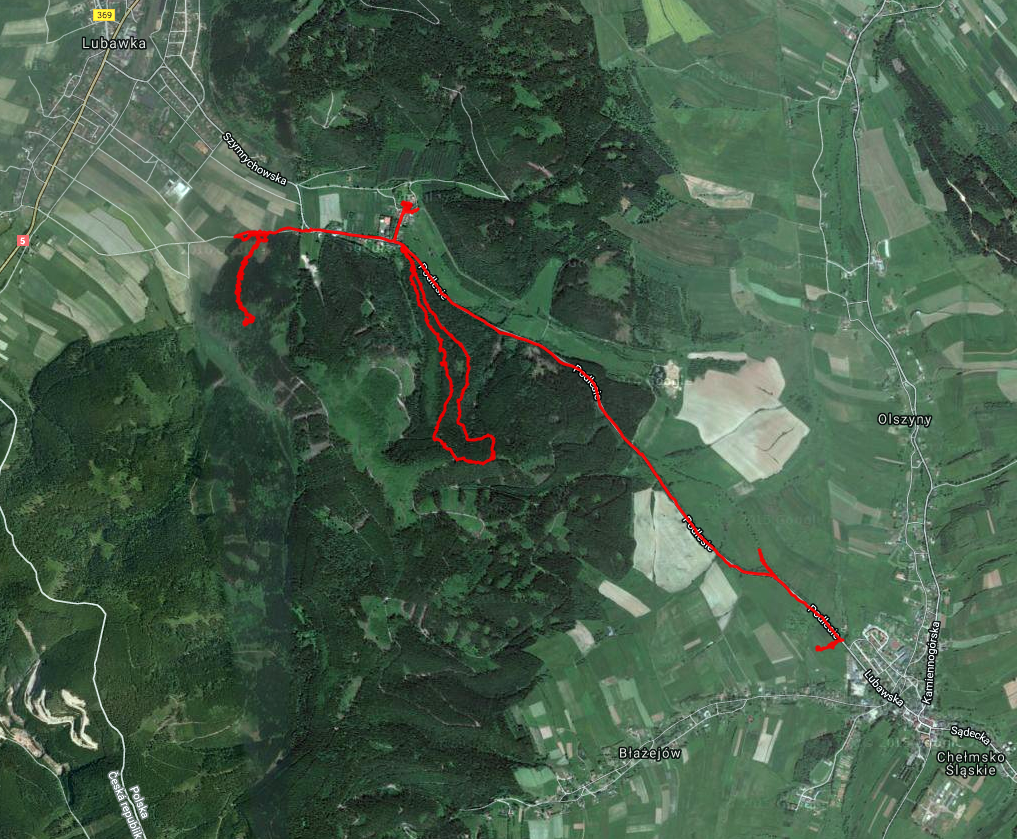 369
Lubawka
Szymrychowska
5
Podlesie
Podlesie
Olszyny
Podlesie
Podlesie
Kamiennogórska
Lubawska
Sądecka
Błażejów
Chełmsko
Śląskie
Polska
Česká republika